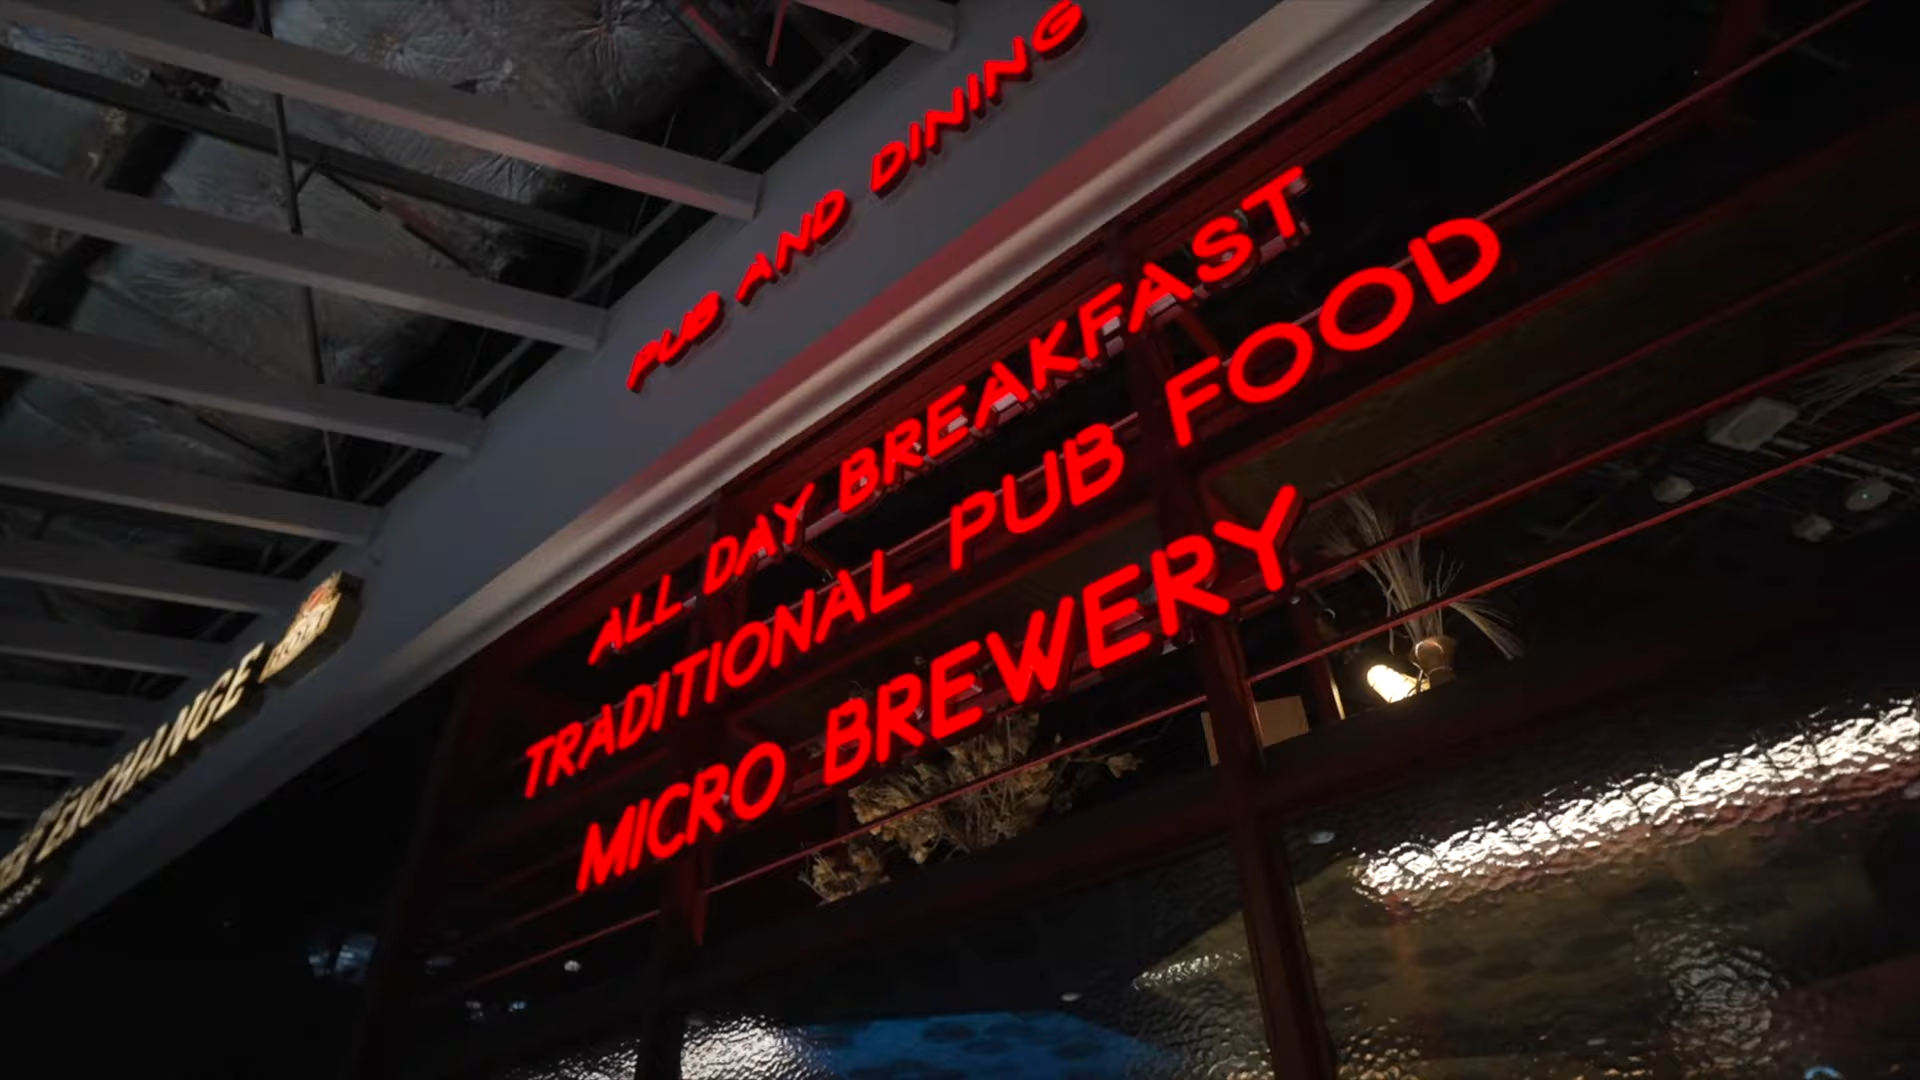 PUB AND DINING
ALL DAY BREAKFAST
TRADITIONAL PUB FOOD
MICRO BREWERY
EXCHANGE